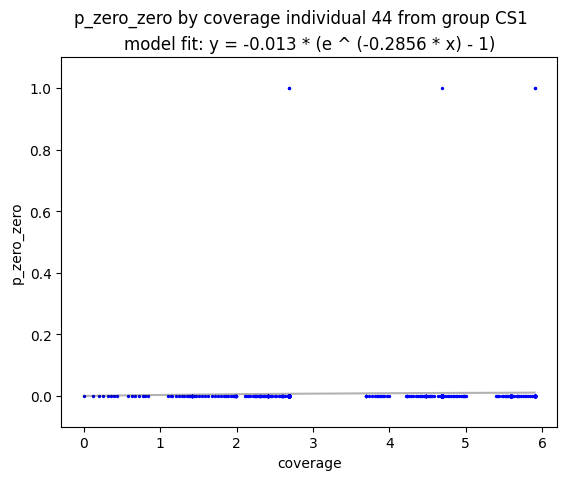 p_zero_zero by coverage individual 44 from group CS1
model fit: y = -0.013 * (e ^ (-0.2856 * x) - 1)
1.0
0.8
0.6
0.4
0.2
0.0
p_zero_zero
0 1 2 3 4 5 6
coverage